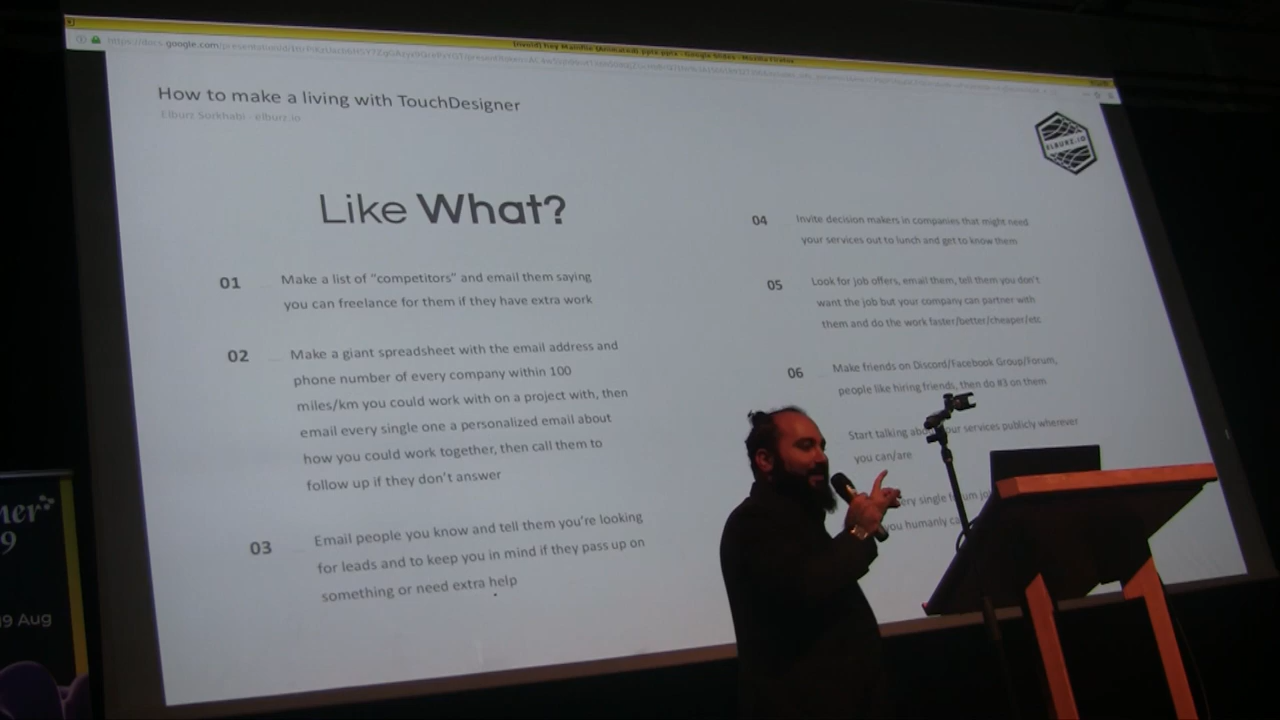 How to make a living with TouchDesigner
Elburz Sorkhabi - elburz.io
ELBURZ.IO
Like What?
01
Make a list of "competitors" and email them saying
you can freelance for them if they have extra work
02
Make a giant spreadsheet with the email address and
phone number of every company within 100
miles/km you could work with on a project with, then
email every single one a personalized email about
how you could work together, then call them to
follow up if they don't answer
03
Email people you know and tell them you're looking
for leads and to keep you in mind if they pass up on
something or need extra help
04
Invite decision makers in companies that might need
your services out to lunch and get to know them
05
Look for job offers, email them, tell them you don't
want the job but your company can partner with
them and do the work faster/better/cheaper/etc
06
Make friends on Discord/Facebook Group/Forum,
people like hiring friends, then do #3 on them
Start talking about your services publicly wherever
you can/are
single
you humanly
9
9 Aug